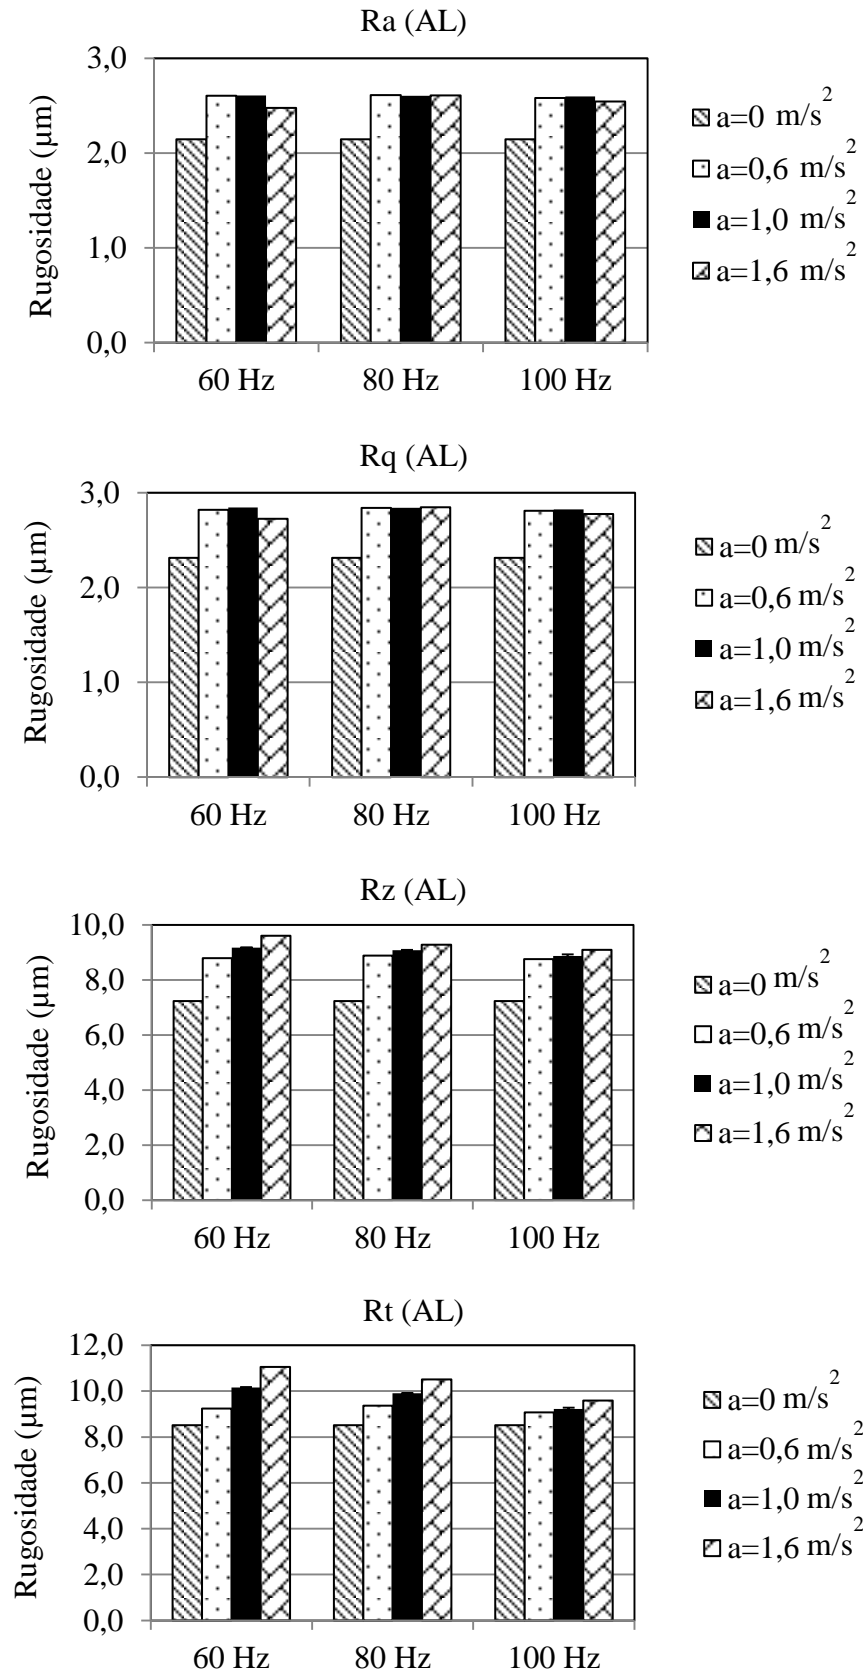 Ra (AL)
Rugosidade (μm)
3,0
2,0
1,0
0,0
60 Hz 80 Hz 100 Hz
a=0 m/s²
a=0,6 m/s²
a=1,0 m/s²
a=1,6 m/s²
Rq (AL)
Rugosidade (μm)
3,0
2,0
1,0
0,0
60 Hz 80 Hz 100 Hz
a=0 m/s²
a=0,6 m/s²
a=1,0 m/s²
a=1,6 m/s²
Rz (AL)
Rugosidade (μm)
10,0
8,0
6,0
4,0
2,0
0,0
60 Hz 80 Hz 100 Hz
a=0 m/s²
a=0,6 m/s²
a=1,0 m/s²
a=1,6 m/s²
Rt (AL)
Rugosidade (μm)
12,0
10,0
8,0
6,0
4,0
2,0
0,0
60 Hz 80 Hz 100 Hz
a=0 m/s²
a=0,6 m/s²
a=1,0 m/s²
a=1,6 m/s²